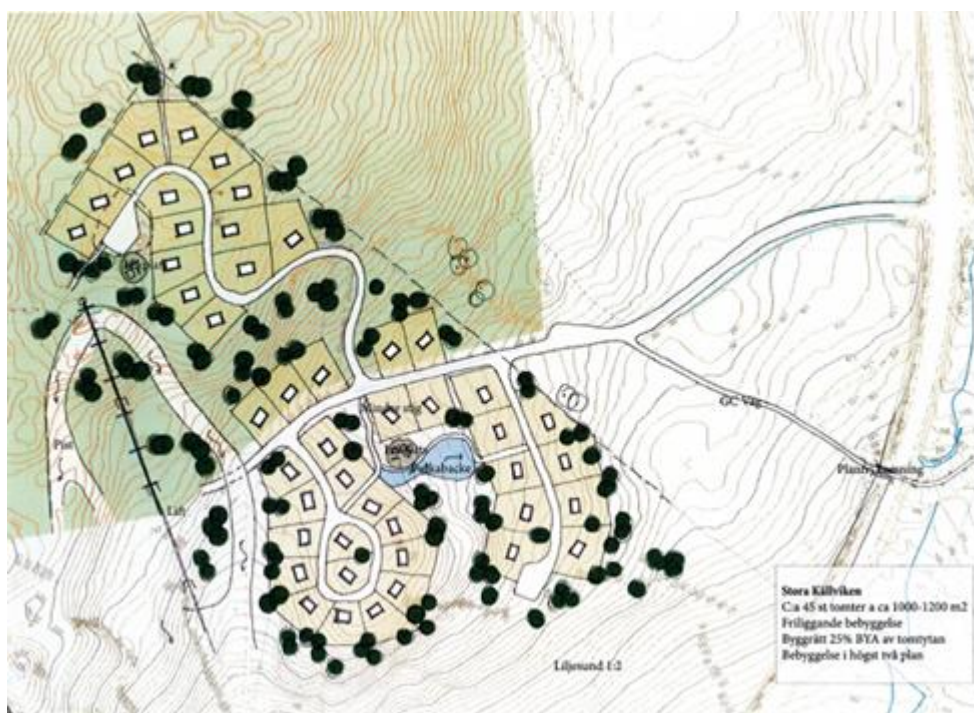 Pist
Lift
Pulkabacke
GC Väg
Liljesund 1:2
Stora Källviken
C:a 45 st tomter a ca 1000-1200 m2
Friliggande bebyggelse
Byggrätt 25% BYA av tomtytan
Bebyggelse i högst två plan